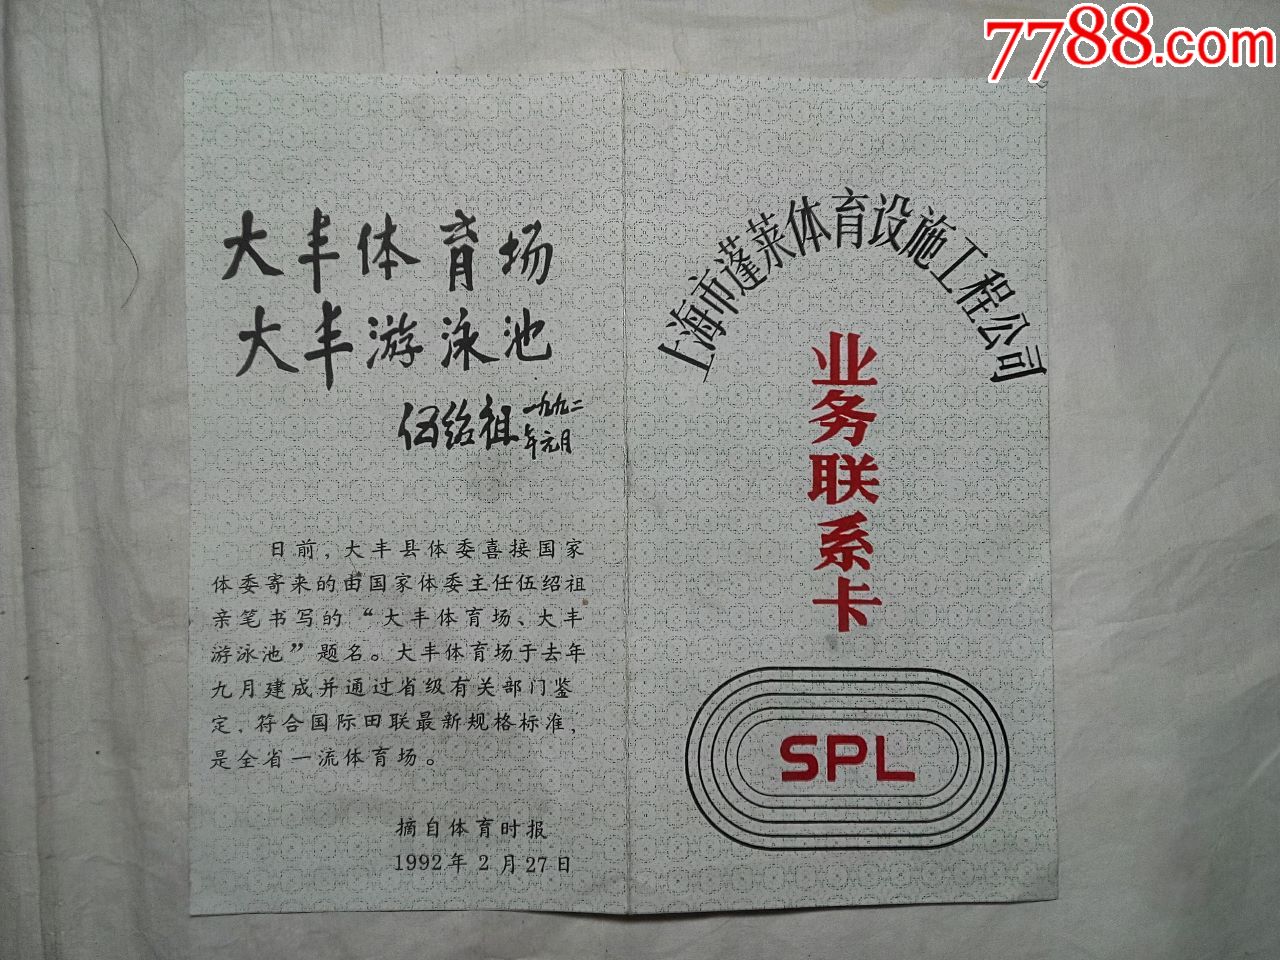 7788.com
大丰体育场
大丰游泳池
伍绍祖 一九九二
年元月
日前，大丰县体委喜接国家
体委寄来的由国家体委主任伍绍祖
亲笔书写的“大丰体育场、大丰
游泳池”题名。大丰体育场于去年
九月建成并通过省级有关部门鉴
定，符合国际田联最新规格标准，
是全省一流体育场。
摘自体育时报
1992年2月27日
上海市蓬莱体育设施工程公司
业务联系卡
SPL